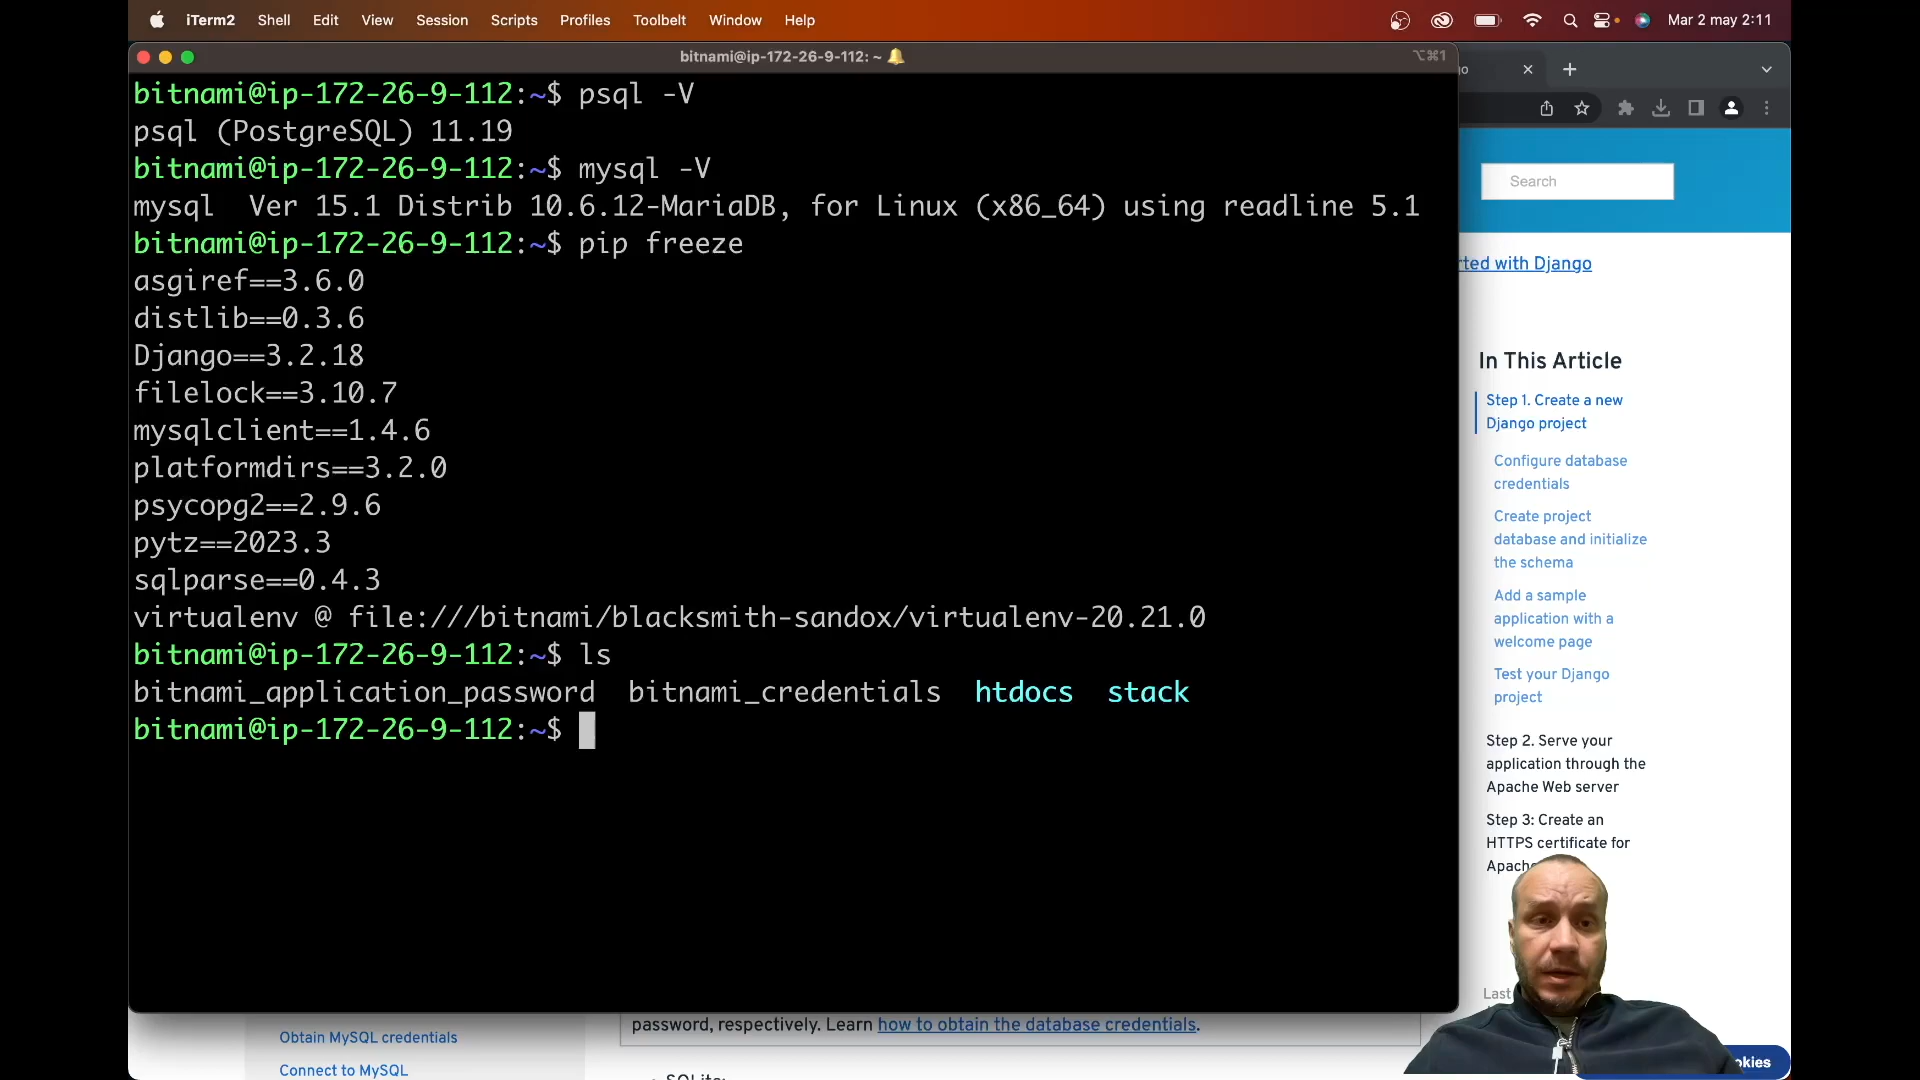 iTerm2 Shell Edit View Session Scripts Profiles Toolbelt Window Help Mar 2 may 2:11
bitnami@ip-172-26-9-112: ~ 🔔 ⌥⌘1
bitnami@ip-172-26-9-112:~$ psql -V
psql (PostgreSQL) 11.19
bitnami@ip-172-26-9-112:~$ mysql -V
mysql  Ver 15.1 Distrib 10.6.12-MariaDB, for Linux (x86_64) using readline 5.1
bitnami@ip-172-26-9-112:~$ pip freeze
asgiref==3.6.0
distlib==0.3.6
Django==3.2.18
filelock==3.10.7
mysqlclient==1.4.6
platformdirs==3.2.0
psycopg2==2.9.6
pytz==2023.3
sqlparse==0.4.3
virtualenv @ file:///bitnami/blacksmith-sandox/virtualenv-20.21.0
bitnami@ip-172-26-9-112:~$ ls
bitnami_application_password  bitnami_credentials  htdocs  stack
bitnami@ip-172-26-9-112:~$
Search
rted with Django
In This Article
Step 1. Create a new
Django project
Configure database
credentials
Create project
database and initialize
the schema
Add a sample
application with a
welcome page
Test your Django
project
Step 2. Serve your
application through the
Apache Web server
Step 3: Create an
HTTPS certificate for
Apache
Last
password, respectively. Learn how to obtain the database credentials.
Obtain MySQL credentials
Connect to MySQL
okies